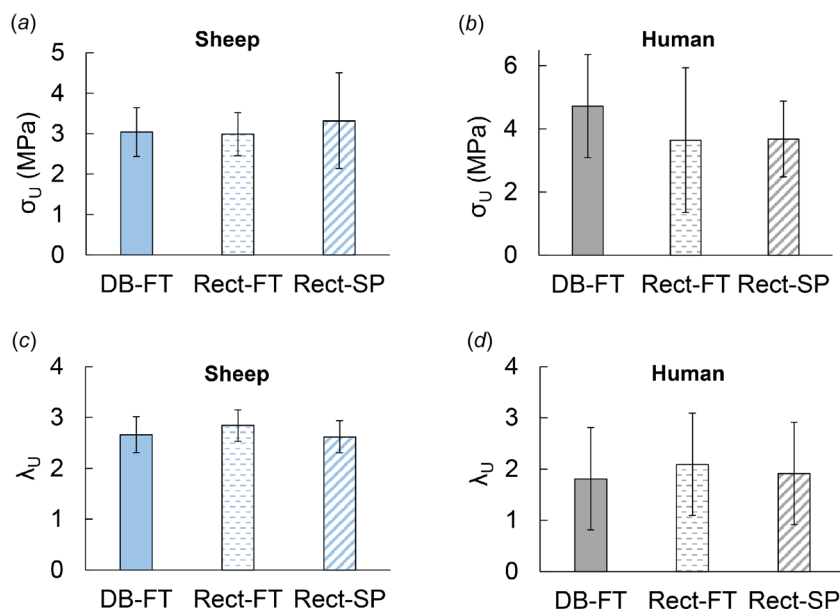 (a)
Sheep
5
4
3
2
1
0
σU (MPa)
DB-FT Rect-FT Rect-SP
(b)
Human
6
4
2
0
σU (MPa)
DB-FT Rect-FT Rect-SP
(c)
Sheep
4
3
2
1
0
λU
DB-FT Rect-FT Rect-SP
(d)
Human
4
3
2
1
0
λU
DB-FT Rect-FT Rect-SP